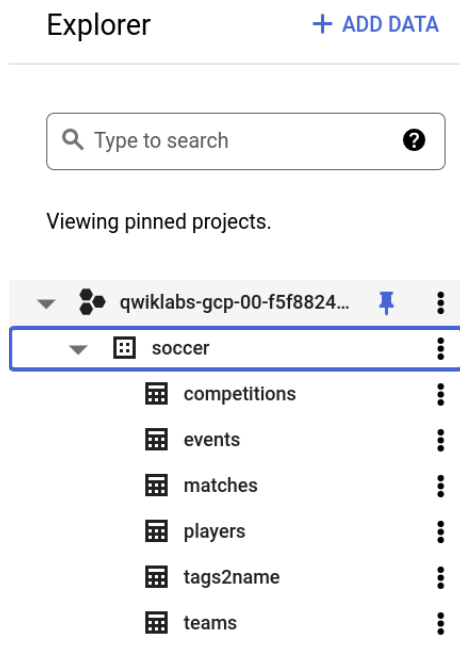 Explorer
+ ADD DATA
Type to search
?
Viewing pinned projects.
qwiklabs-gcp-00-f5f8824...
soccer
competitions
events
matches
players
tags2name
teams